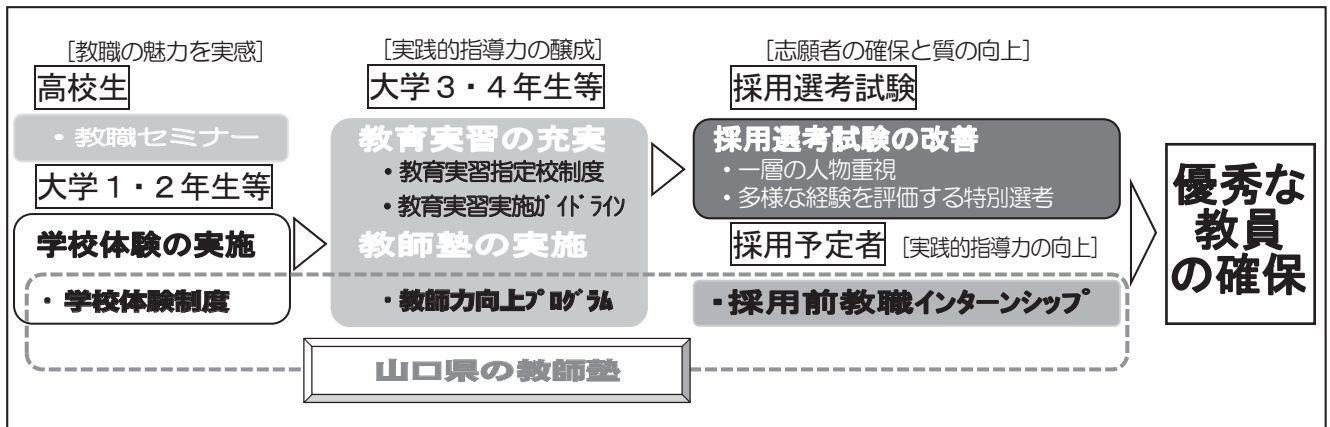 [教職の魅力を実感]
高校生
・教職セミナー
大学１・２年生等
学校体験の実施
・学校体験制度
[実践的指導力の醸成]
大学３・４年生等
教育実習の充実
・教育実習指定校制度
・教育実習実施ガイドライン
教師塾の実施
・教師力向上プログラム
[志願者の確保と質の向上]
採用選考試験
採用選考試験の改善
・一層の人物重視
・多様な経験を評価する特別選考
採用予定者 [実践的指導力の向上]
・採用前教職インターンシップ
山口県の教師塾
優秀な
教員
の確保